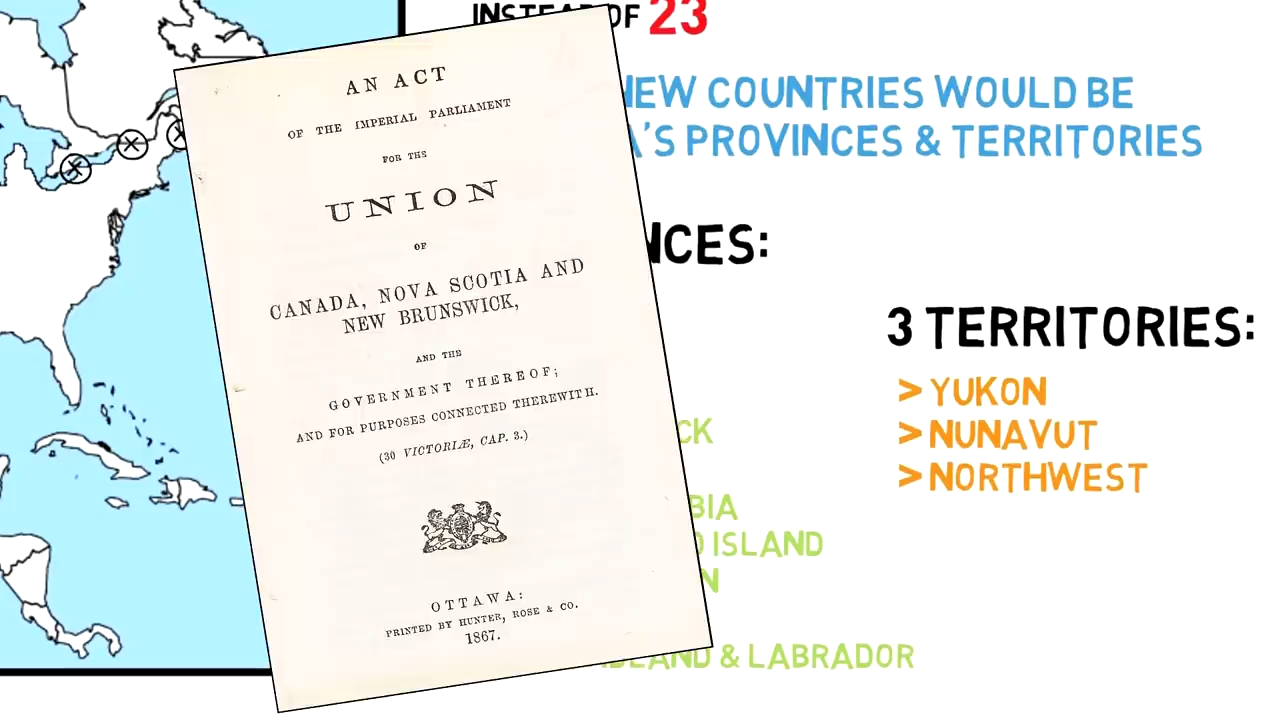 INSTEAD OF 23
NEW COUNTRIES WOULD BE
'S PROVINCES & TERRITORIES
NCES:
3 TERRITORIES:
> YUKON
> NUNAVUT
> NORTHWEST
CK
BIA
D ISLAND
N
DLAND & LABRADOR
AN ACT
OF THE IMPERIAL PARLIAMENT
FOR THE
UNION
OF
CANADA, NOVA SCOTIA AND
NEW BRUNSWICK,
AND THE
GOVERNMENT THEREOF;
AND FOR PURPOSES CONNECTED THEREWITH.
(30 VICTORIÆ, CAP. 3.)
OTTAWA:
PRINTED BY HUNTER, ROSE & CO.
1867.